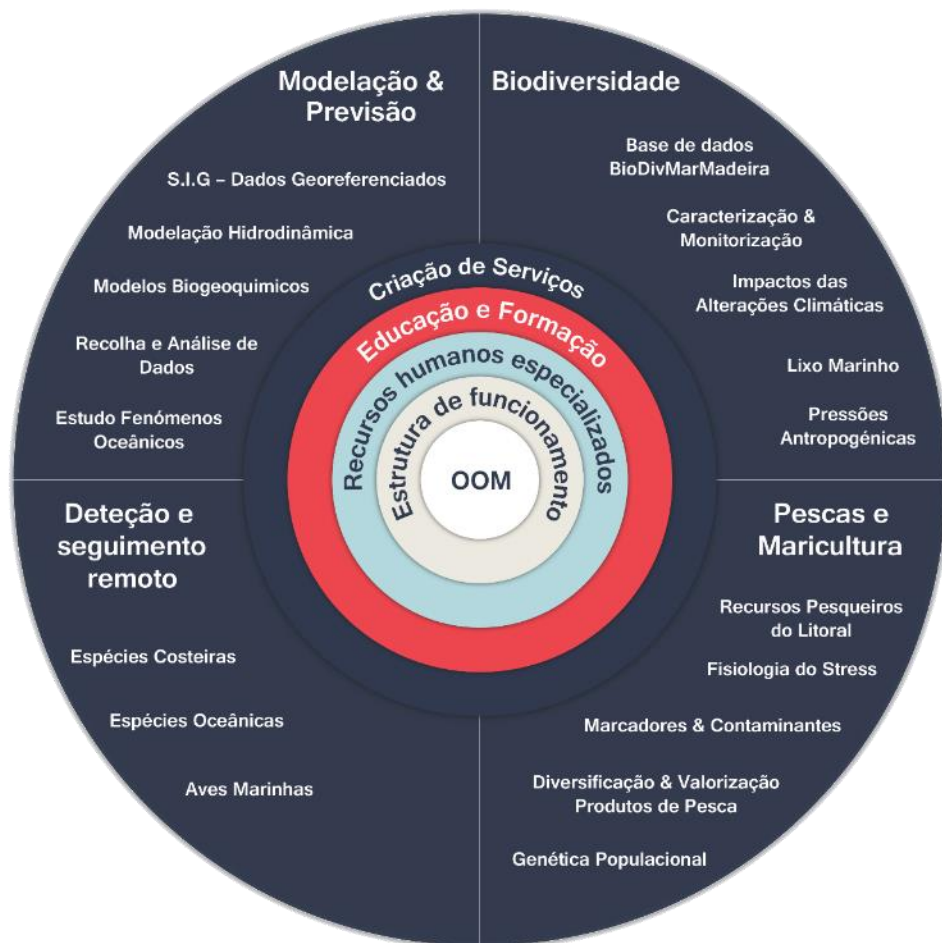 Modelação &
Previsão
S.I.G – Dados Georeferenciados
Modelação Hidrodinâmica
Modelos Biogeoquimicos
Recolha e Análise de
Dados
Estudo Fenómenos
Oceânicos
Biodiversidade
Base de dados
BioDivMarMadeira
Caracterização &
Monitorização
Impactos das
Alterações Climáticas
Lixo Marinho
Pressões
Antropogénicas
Criação de Serviços
Educação e Formação
Recursos humanos especializados
Estrutura de funcionamento
OOM
Deteção e
seguimento
remoto
Espécies Costeiras
Espécies Oceânicas
Aves Marinhas
Pescas e
Maricultura
Recursos Pesqueiros
do Litoral
Fisiologia do Stress
Marcadores & Contaminantes
Diversificação & Valorização
Produtos de Pesca
Genética Populacional